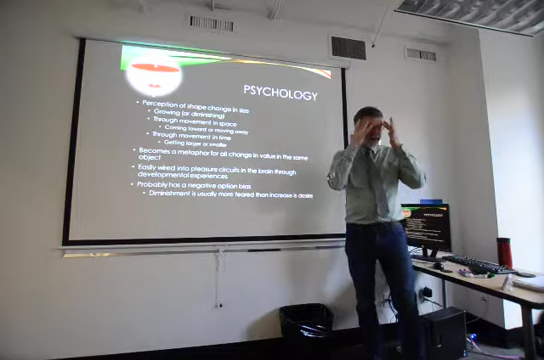 PSYCHOLOGY
• Perception of shape change in size
• Growing (or diminishing)
• Through movement in space
• Coming toward or moving away
• Through movement in time
• Getting larger or smaller
• Becomes a metaphor for all change in value in the same
object
• Easily wired into pleasure circuits in the brain through
developmental experiences
• Probably has a negative option bias
• Diminishment is usually more feared than increase is desire